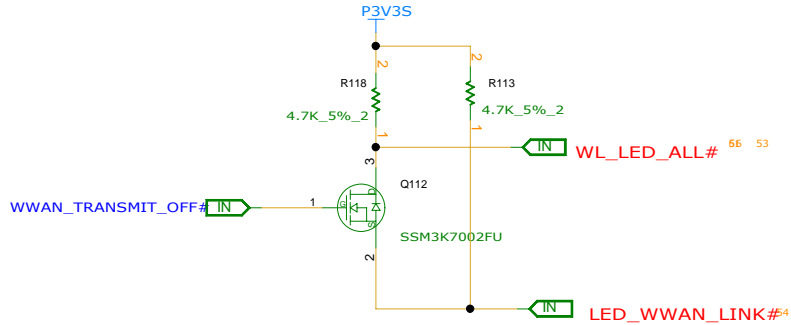 P3V3S
2
2
R118
R113
4.7K_5%_2
4.7K_5%_2
1
1
IN
WL_LED_ALL#
53
3
Q112
D
WWAN_TRANSMIT_OFF#
IN
1
G
S
SSM3K7002FU
2
IN
LED_WWAN_LINK#
54